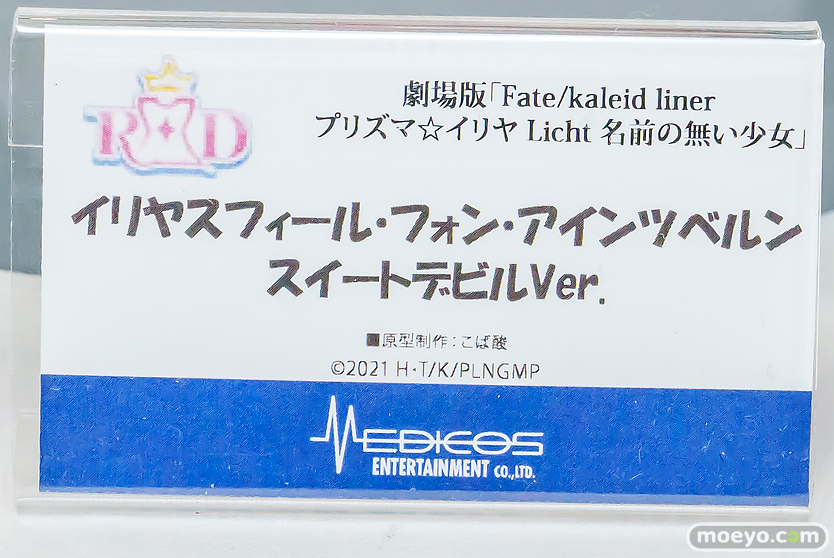 R D
劇場版「Fate/kaleid liner
プリズマ☆イリヤ Licht 名前の無い少女」
イリヤスフィール・フォン・アインツベルン
スイートデビルVer.
■原型制作：こば酸
©2021 H・T/K/PLNGMP
MEDICOS
ENTERTAINMENT CO.,LTD.
moeyo.com